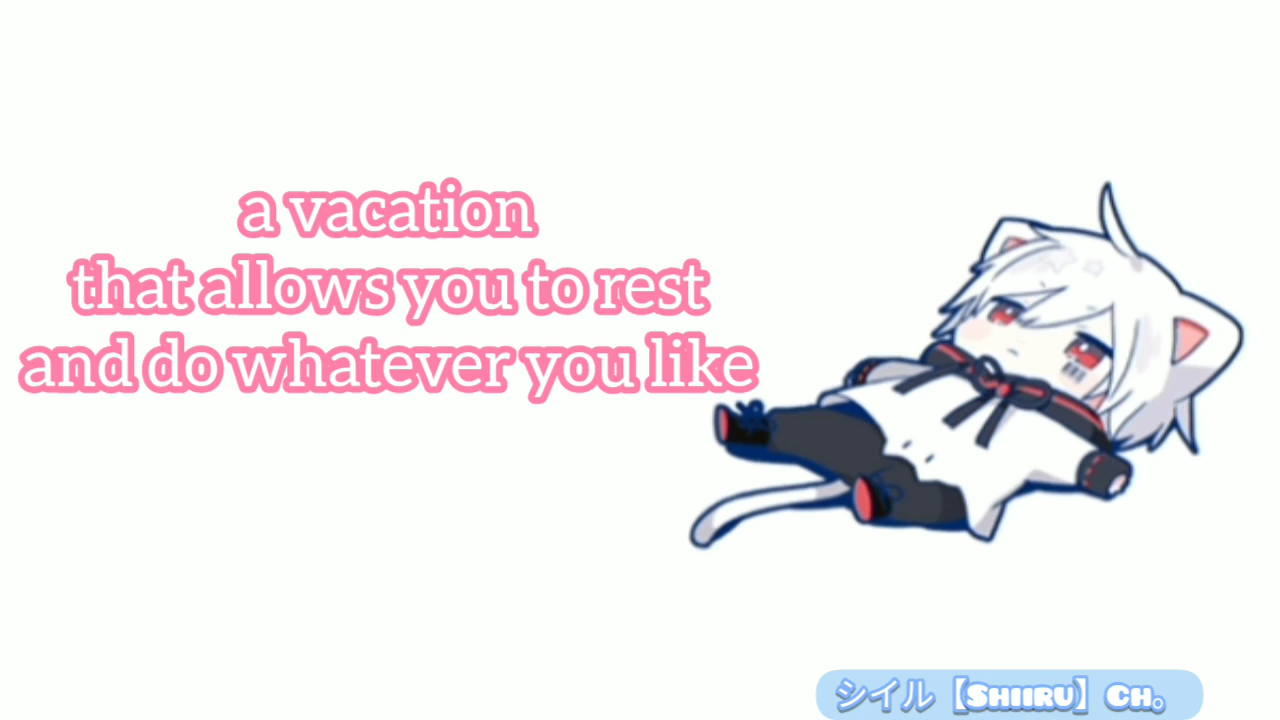 a vacation
that allows you to rest
and do whatever you like
シイル【SHIIRU】CH。